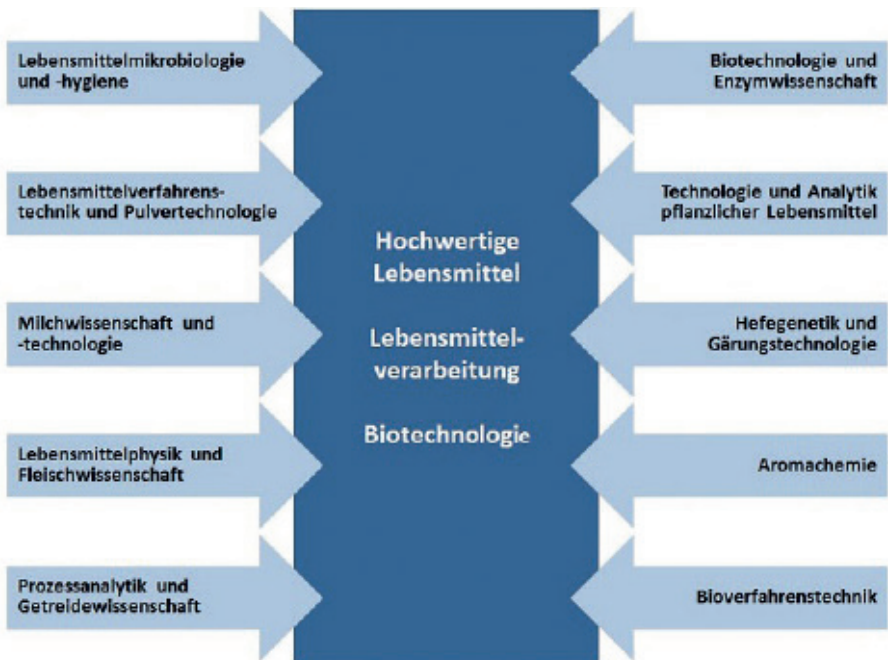 Lebensmittelmikrobiologie
und -hygiene
Lebensmittelverfahrens-
technik und Pulvertechnologie
Milchwissenschaft und
-technologie
Lebensmittelphysik und
Fleischwissenschaft
Prozessanalytik und
Getreidewissenschaft
Hochwertige
Lebensmittel
Lebensmittel-
verarbeitung
Biotechnologie
Biotechnologie und
Enzymwissenschaft
Technologie und Analytik
pflanzlicher Lebensmittel
Hefegenetik und
Gärungstechnologie
Aromachemie
Bioverfahrenstechnik